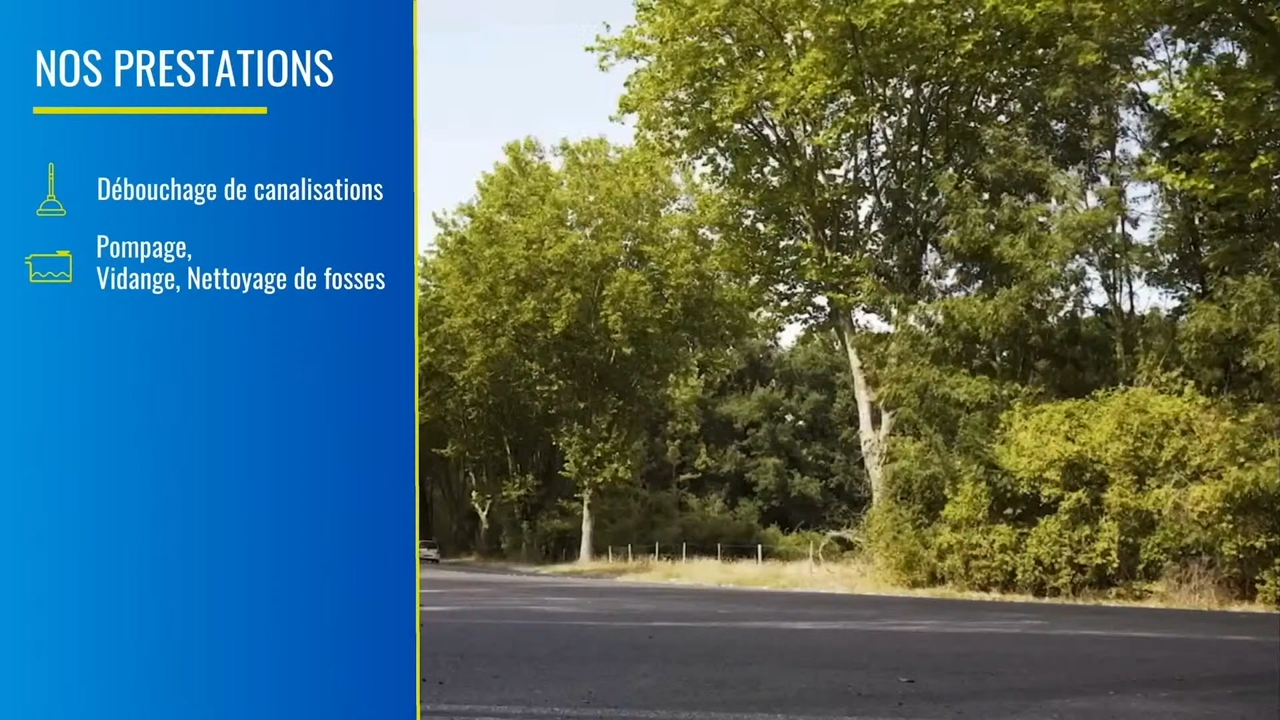 NOS PRESTATIONS
Débouchage de canalisations
Pompage,
Vidange, Nettoyage de fosses